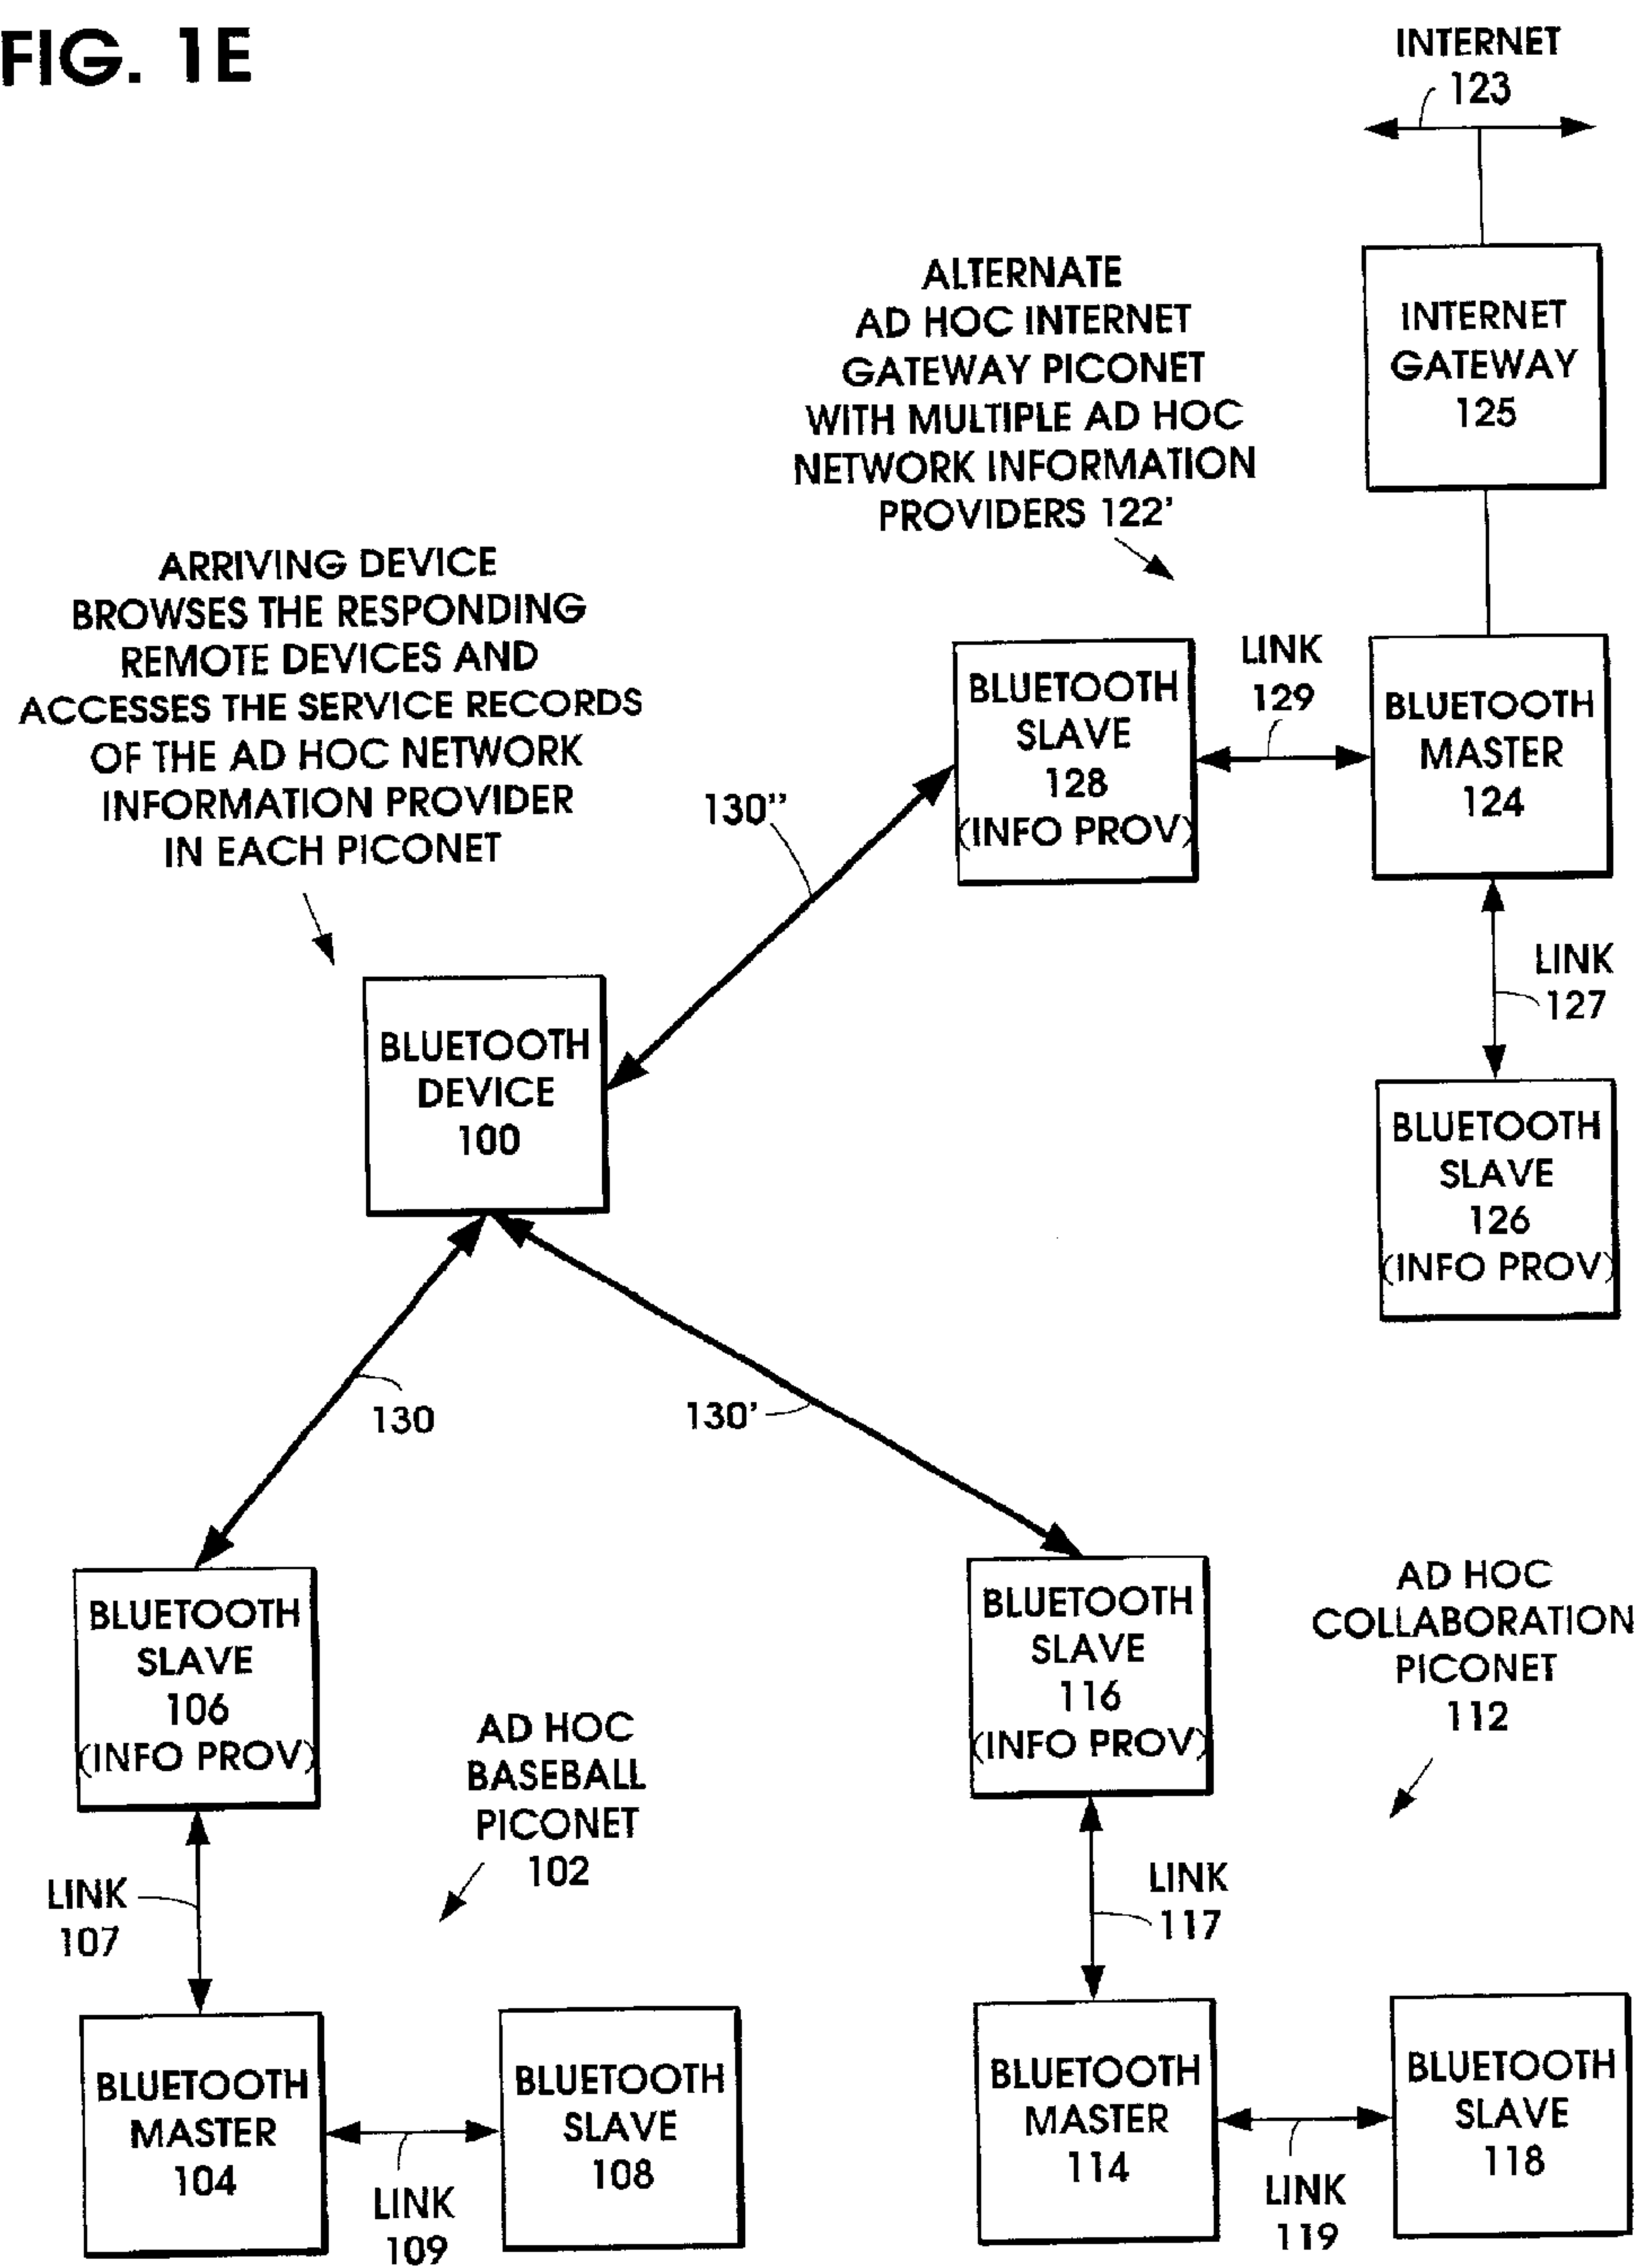 FIG. 1E
INTERNET
123
INTERNET
GATEWAY
125
ALTERNATE
AD HOC INTERNET
GATEWAY PICONET
WITH MULTIPLE AD HOC
NETWORK INFORMATION
PROVIDERS 122'
ARRIVING DEVICE
BROWSES THE RESPONDING
REMOTE DEVICES AND
ACCESSES THE SERVICE RECORDS
OF THE AD HOC NETWORK
INFORMATION PROVIDER
IN EACH PICONET
130"
BLUETOOTH
SLAVE
128
(INFO PROV)
LINK
129
BLUETOOTH
MASTER
124
LINK
127
BLUETOOTH
DEVICE
100
BLUETOOTH
SLAVE
126
(INFO PROV)
130
130'
BLUETOOTH
SLAVE
106
(INFO PROV)
AD HOC
BASEBALL
PICONET
102
BLUETOOTH
SLAVE
116
(INFO PROV)
AD HOC
COLLABORATION
PICONET
112
LINK
107
LINK
117
BLUETOOTH
MASTER
104
LINK
109
BLUETOOTH
SLAVE
108
BLUETOOTH
MASTER
114
LINK
119
BLUETOOTH
SLAVE
118